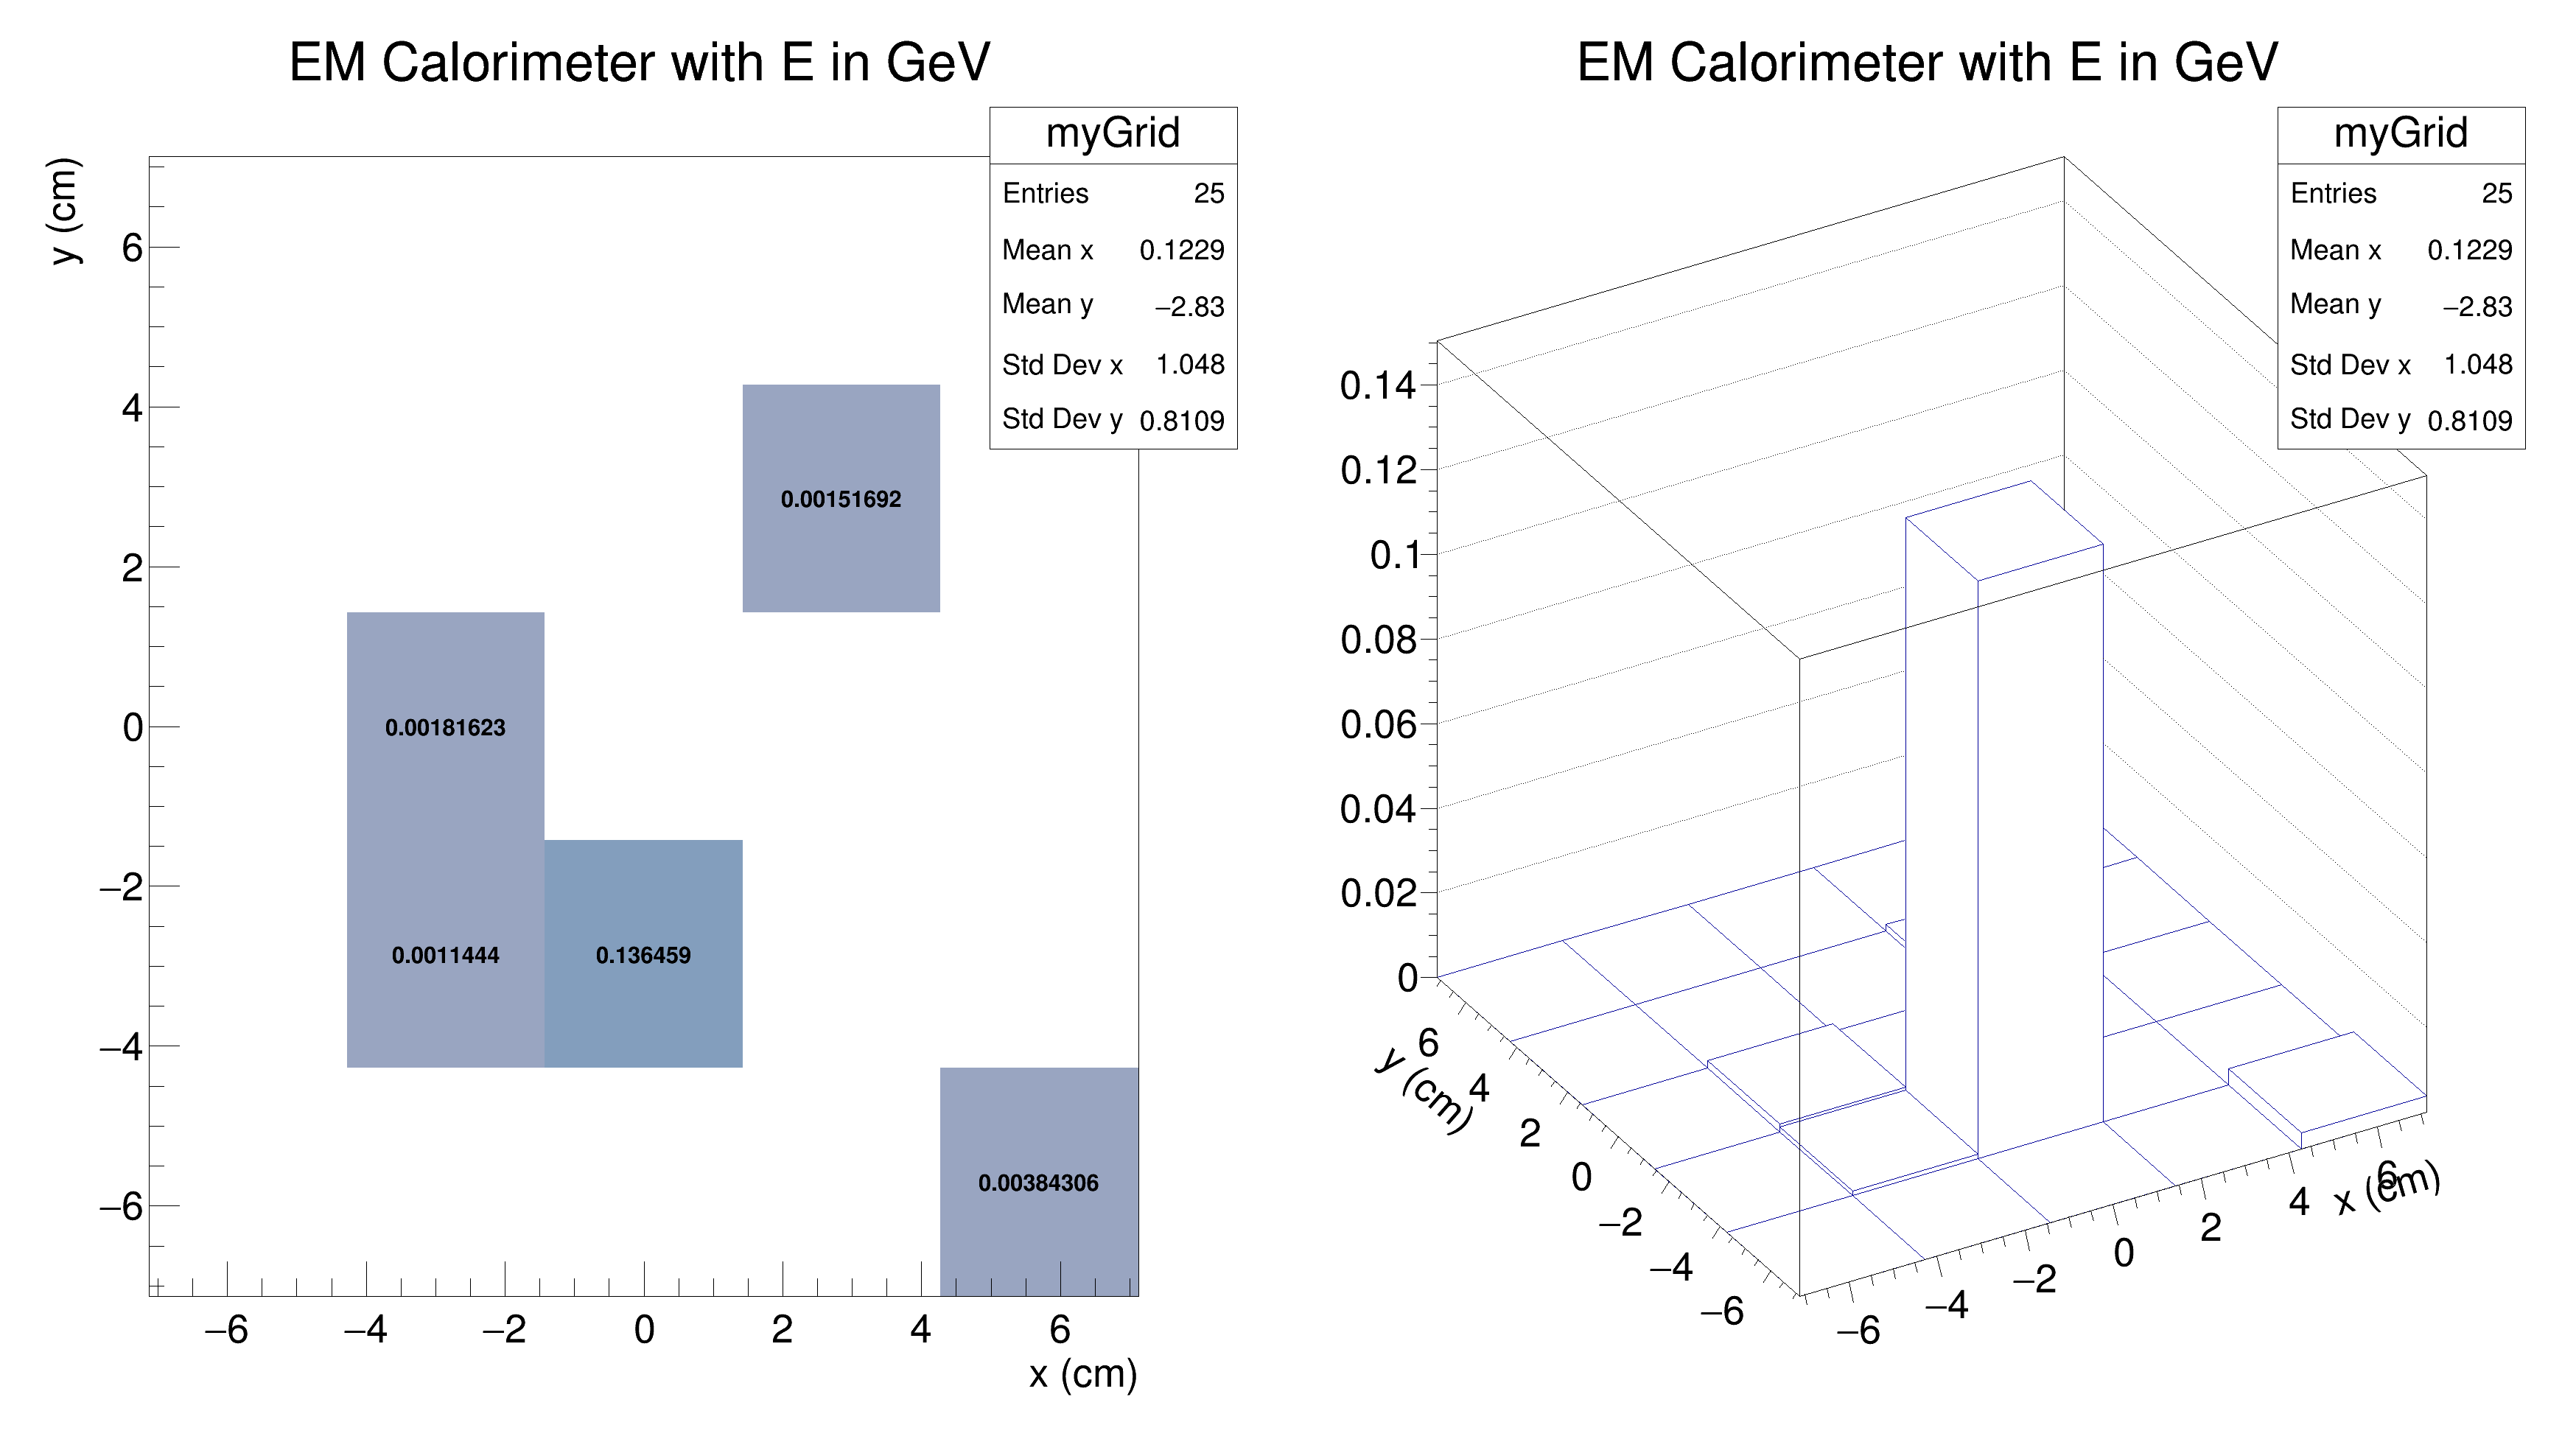 EM Calorimeter with E in GeV
myGrid
Entries 25
Mean x 0.1229
Mean y −2.83
Std Dev x 1.048
Std Dev y 0.8109
y (cm)
6
4
2
0
−2
−4
−6
0.00151692
0.00181623
0.0011444
0.136459
0.00384306
−6 −4 −2 0 2 4 6
x (cm)
EM Calorimeter with E in GeV
myGrid
Entries 25
Mean x 0.1229
Mean y −2.83
Std Dev x 1.048
Std Dev y 0.8109
0.14
0.12
0.1
0.08
0.06
0.04
0.02
0
6
4
2
0
−2
−4
−6
y (cm)
−6
−4
−2
0
2
4
6
x (cm)